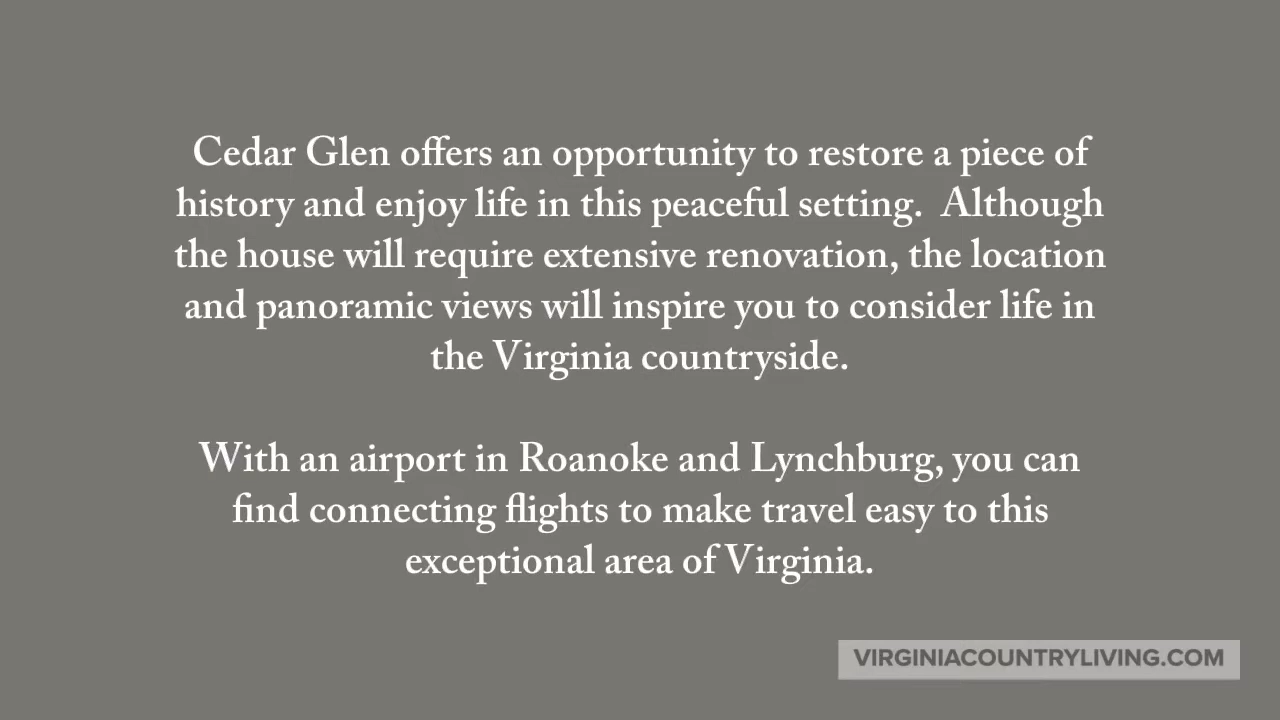 Cedar Glen offers an opportunity to restore a piece of
history and enjoy life in this peaceful setting.  Although
the house will require extensive renovation, the location
and panoramic views will inspire you to consider life in
the Virginia countryside.
With an airport in Roanoke and Lynchburg, you can
find connecting flights to make travel easy to this
exceptional area of Virginia.
VIRGINIACOUNTRYLIVING.COM